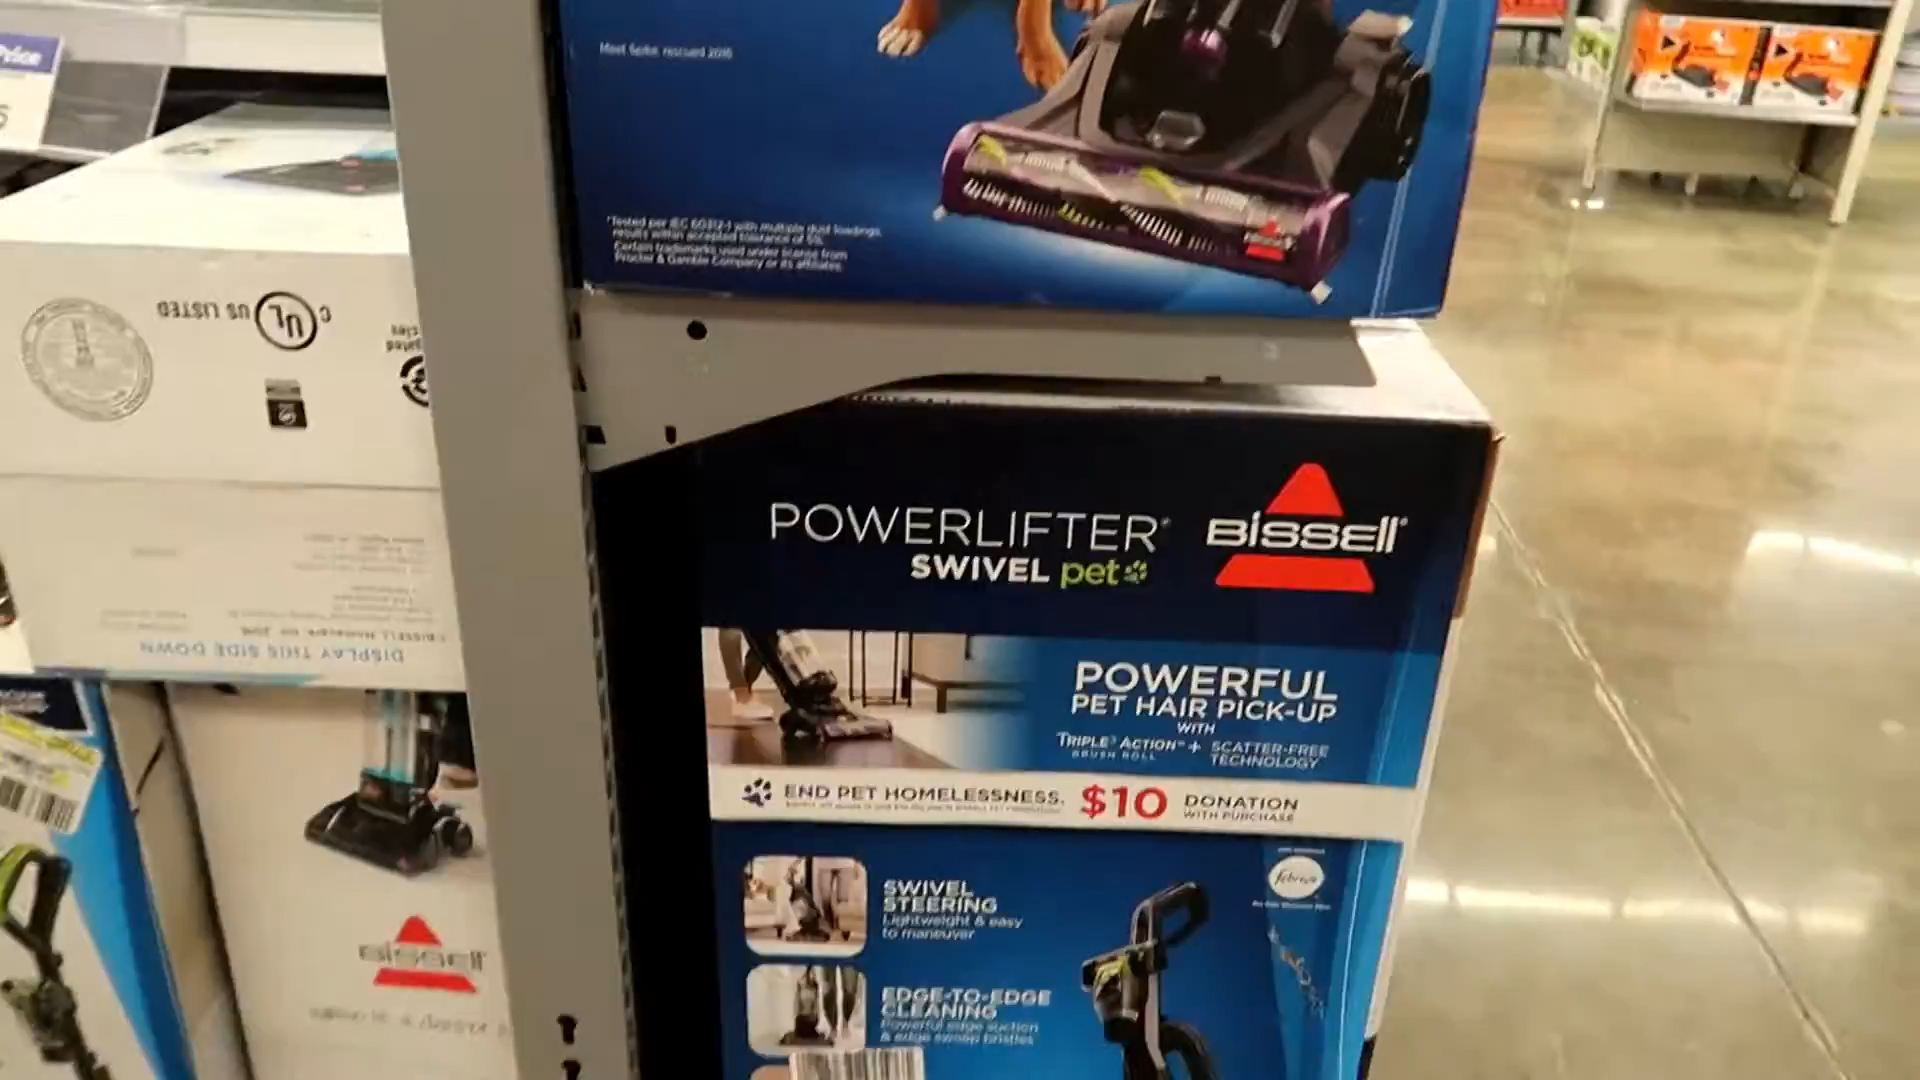 Price
Meet Spike, rescued 2016
*Tested per IEC 60312-1 with multiple dust loadings,
results within accepted tolerance of 5%.
Certain trademarks used under license from
Procter & Gamble Company or its affiliates.
BISSELL
C UL US LISTED
DISPLAY THIS SIDE DOWN
POWERLIFTER®
SWIVEL pet
BISSELL®
POWERFUL
PET HAIR PICK-UP
WITH
TRIPLE ACTION™ + SCATTER-FREE
BRUSH ROLL TECHNOLOGY
END PET HOMELESSNESS. $10 DONATION
WITH PURCHASE
SWIVEL
STEERING
Lightweight & easy
to maneuver
febreze
EDGE-TO-EDGE
CLEANING
Powerful edge suction
& edge sweep bristles
BISSELL